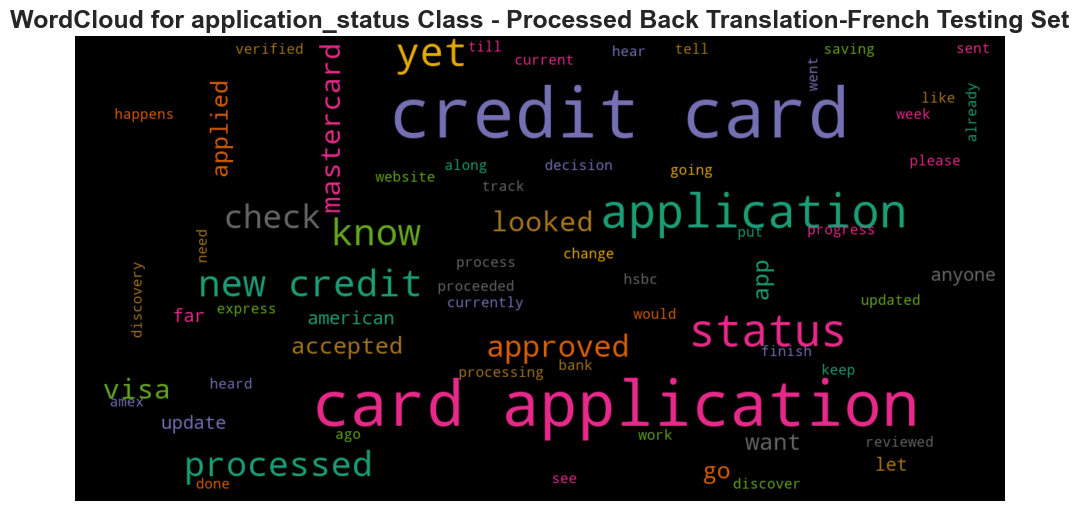 WordCloud for application_status Class - Processed Back Translation-French Testing Set
verified
till
current
hear
tell
saving
sent
yet
mastercard
went
happens
applied
credit card
like
week
already
along
decision
going
please
website
track
check
know
looked
application
put
progress
need
change
process
hsbc
anyone
discovery
new credit
proceeded
currently
app
updated
far
express
american
would
status
accepted
approved
finish
processing
bank
keep
visa
amex
heard
card application
update
ago
work
want
reviewed
processed
done
see
go
discover
let